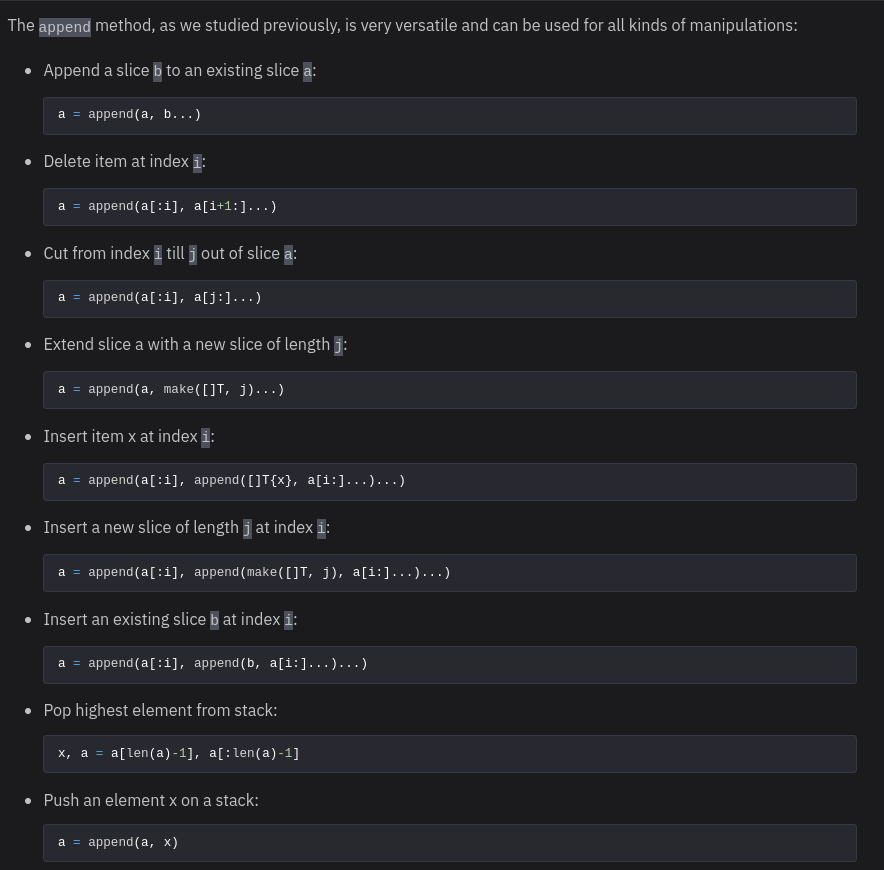 The append method, as we studied previously, is very versatile and can be used for all kinds of manipulations:
Append a slice b to an existing slice a:
a = append(a, b...)
Delete item at index i:
a = append(a[:i], a[i+1:]...)
Cut from index i till j out of slice a:
a = append(a[:i], a[j:]...)
Extend slice a with a new slice of length j:
a = append(a, make([]T, j)...)
Insert item x at index i:
a = append(a[:i], append([]T{x}, a[i:]...)...)
Insert a new slice of length j at index i:
a = append(a[:i], append(make([]T, j), a[i:]...)...)
Insert an existing slice b at index i:
a = append(a[:i], append(b, a[i:]...)...)
Pop highest element from stack:
x, a = a[len(a)-1], a[:len(a)-1]
Push an element x on a stack:
a = append(a, x)